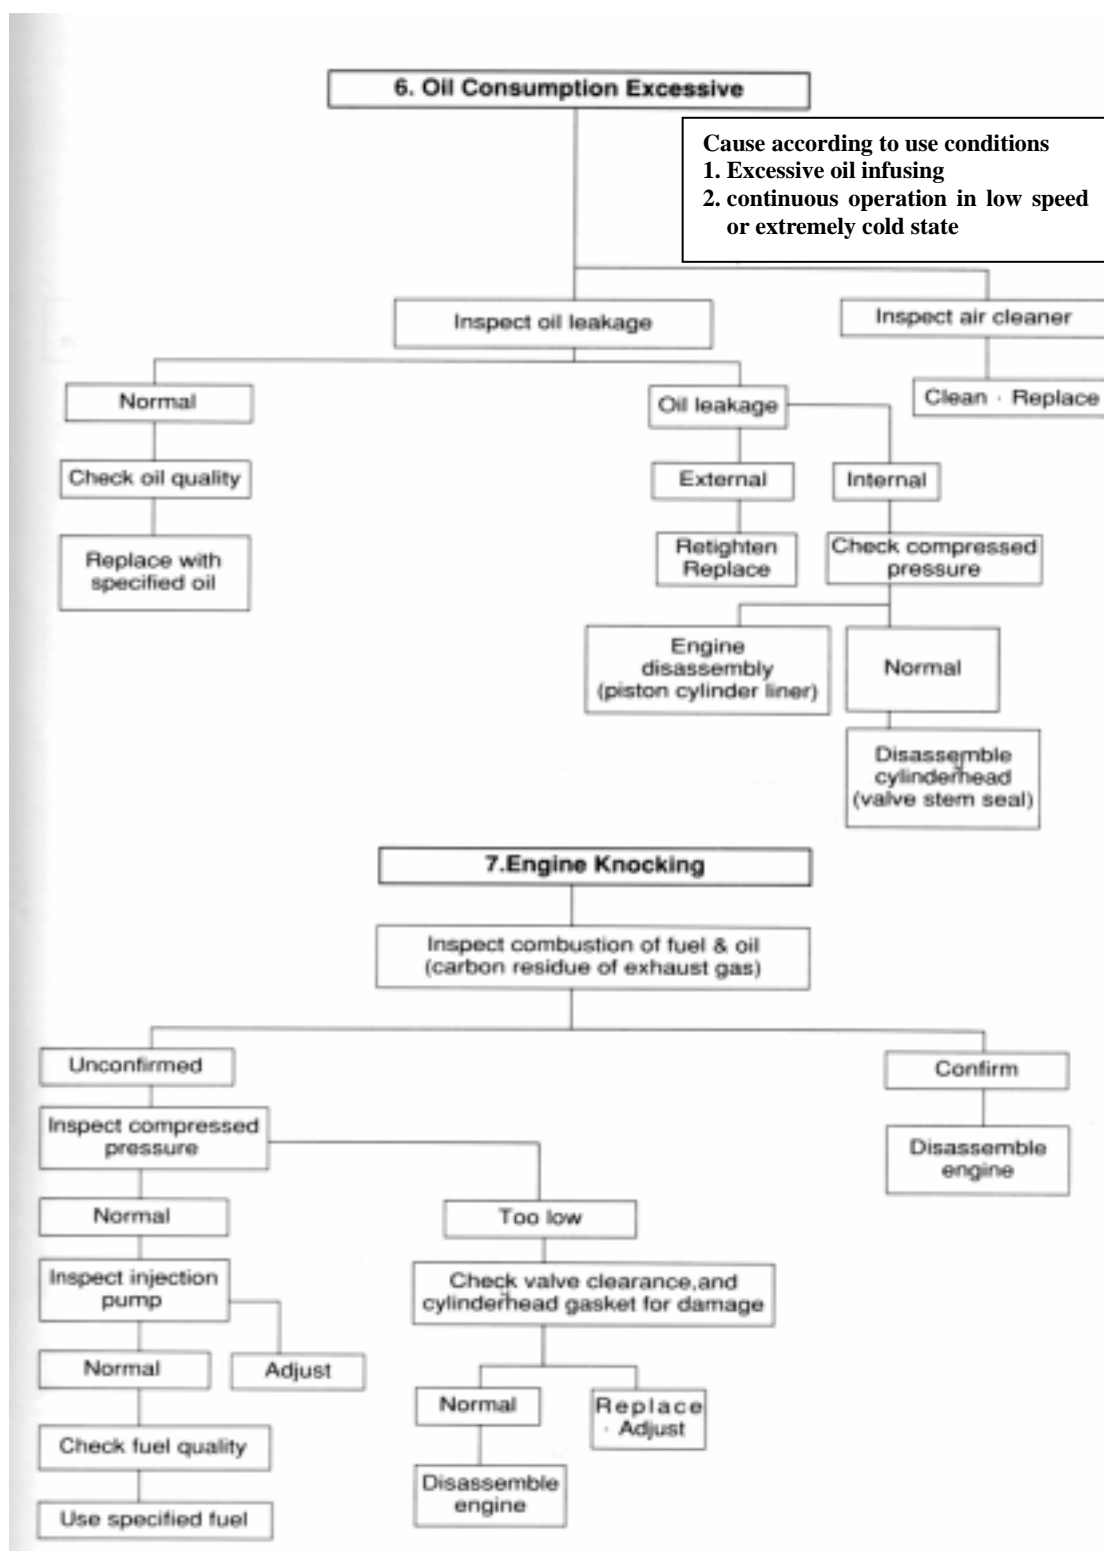 6. Oil Consumption Excessive
Cause according to use conditions
1. Excessive oil infusing
2. continuous operation in low speed
or extremely cold state
Inspect oil leakage
Inspect air cleaner
Normal
Oil leakage
Clean · Replace
Check oil quality
External
Internal
Replace with
specified oil
Retighten
Replace
Check compressed
pressure
Engine
disassembly
(piston cylinder liner)
Normal
Disassemble
cylinderhead
(valve stem seal)
7.Engine Knocking
Inspect combustion of fuel & oil
(carbon residue of exhaust gas)
Unconfirmed
Confirm
Inspect compressed
pressure
Disassemble
engine
Normal
Too low
Inspect injection
pump
Check valve clearance,and
cylinderhead gasket for damage
Normal
Adjust
Normal
Replace
· Adjust
Check fuel quality
Disassemble
engine
Use specified fuel